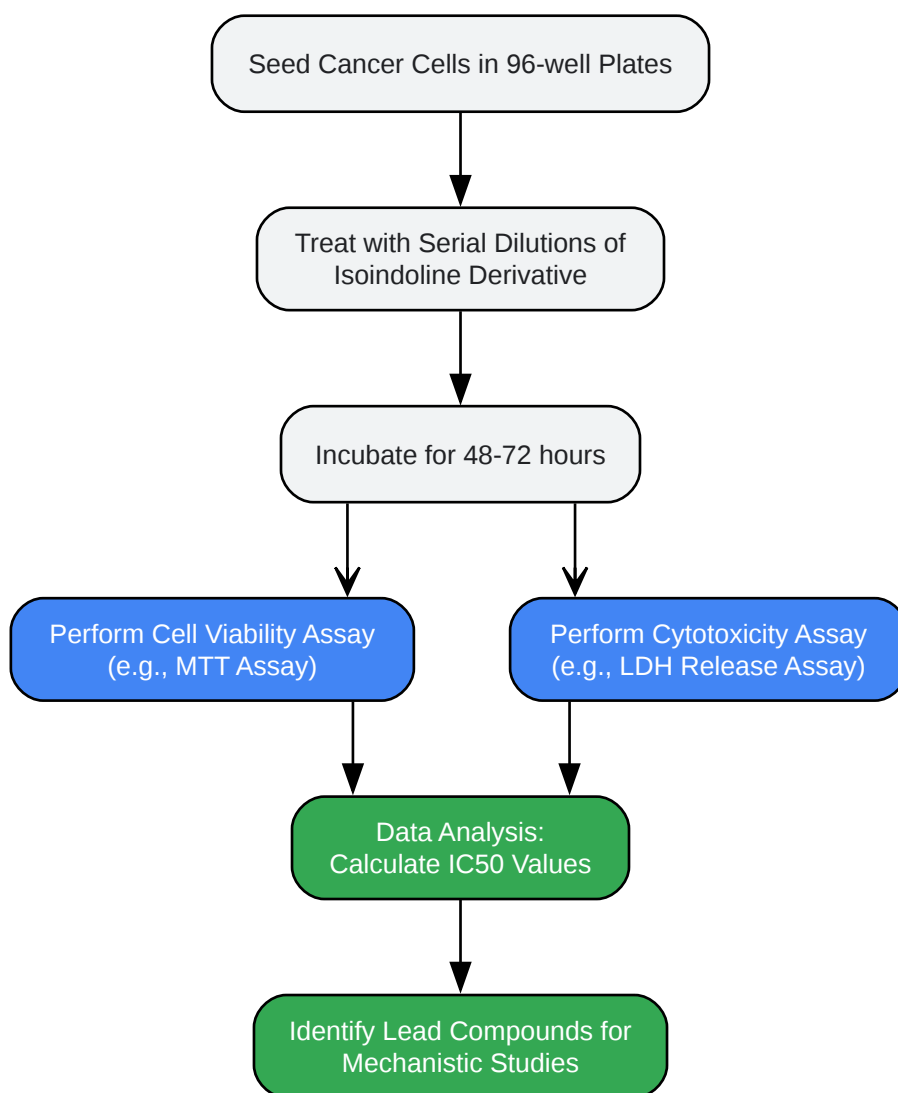 Seed Cancer Cells in 96-well Plates
Treat with Serial Dilutions of
Isoindoline Derivative
Incubate for 48-72 hours
Perform Cell Viability Assay
(e.g., MTT Assay)
Perform Cytotoxicity Assay
(e.g., LDH Release Assay)
Data Analysis:
Calculate IC50 Values
Identify Lead Compounds for
Mechanistic Studies